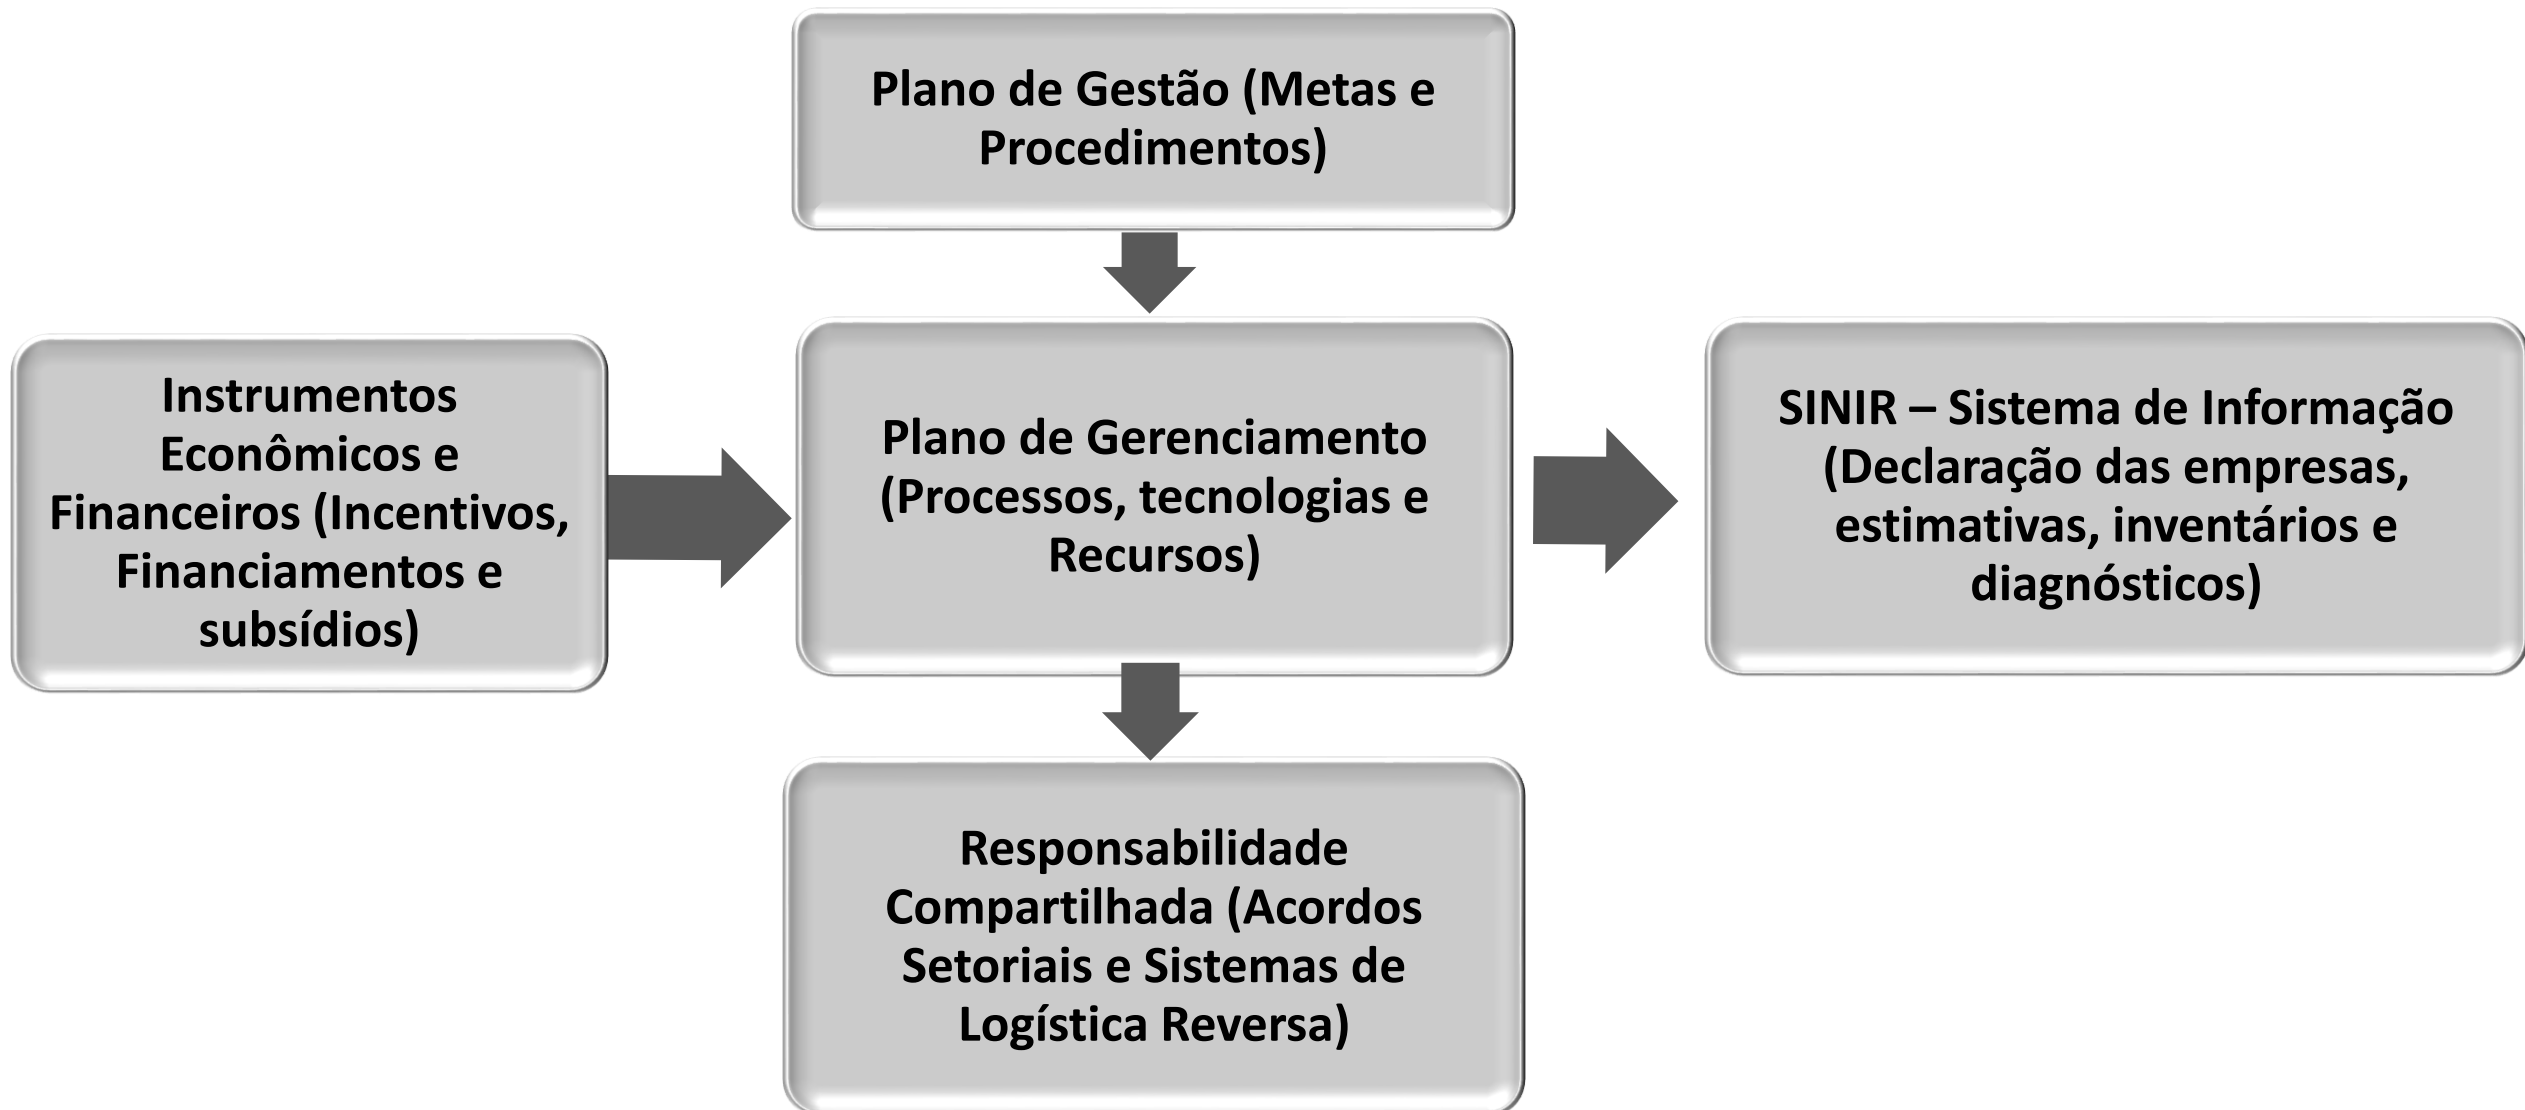 Plano de Gestão (Metas e
Procedimentos)
Instrumentos
Econômicos e
Financeiros (Incentivos,
Financiamentos e
subsídios)
Plano de Gerenciamento
(Processos, tecnologias e
Recursos)
SINIR – Sistema de Informação
(Declaração das empresas,
estimativas, inventários e
diagnósticos)
Responsabilidade
Compartilhada (Acordos
Setoriais e Sistemas de
Logística Reversa)